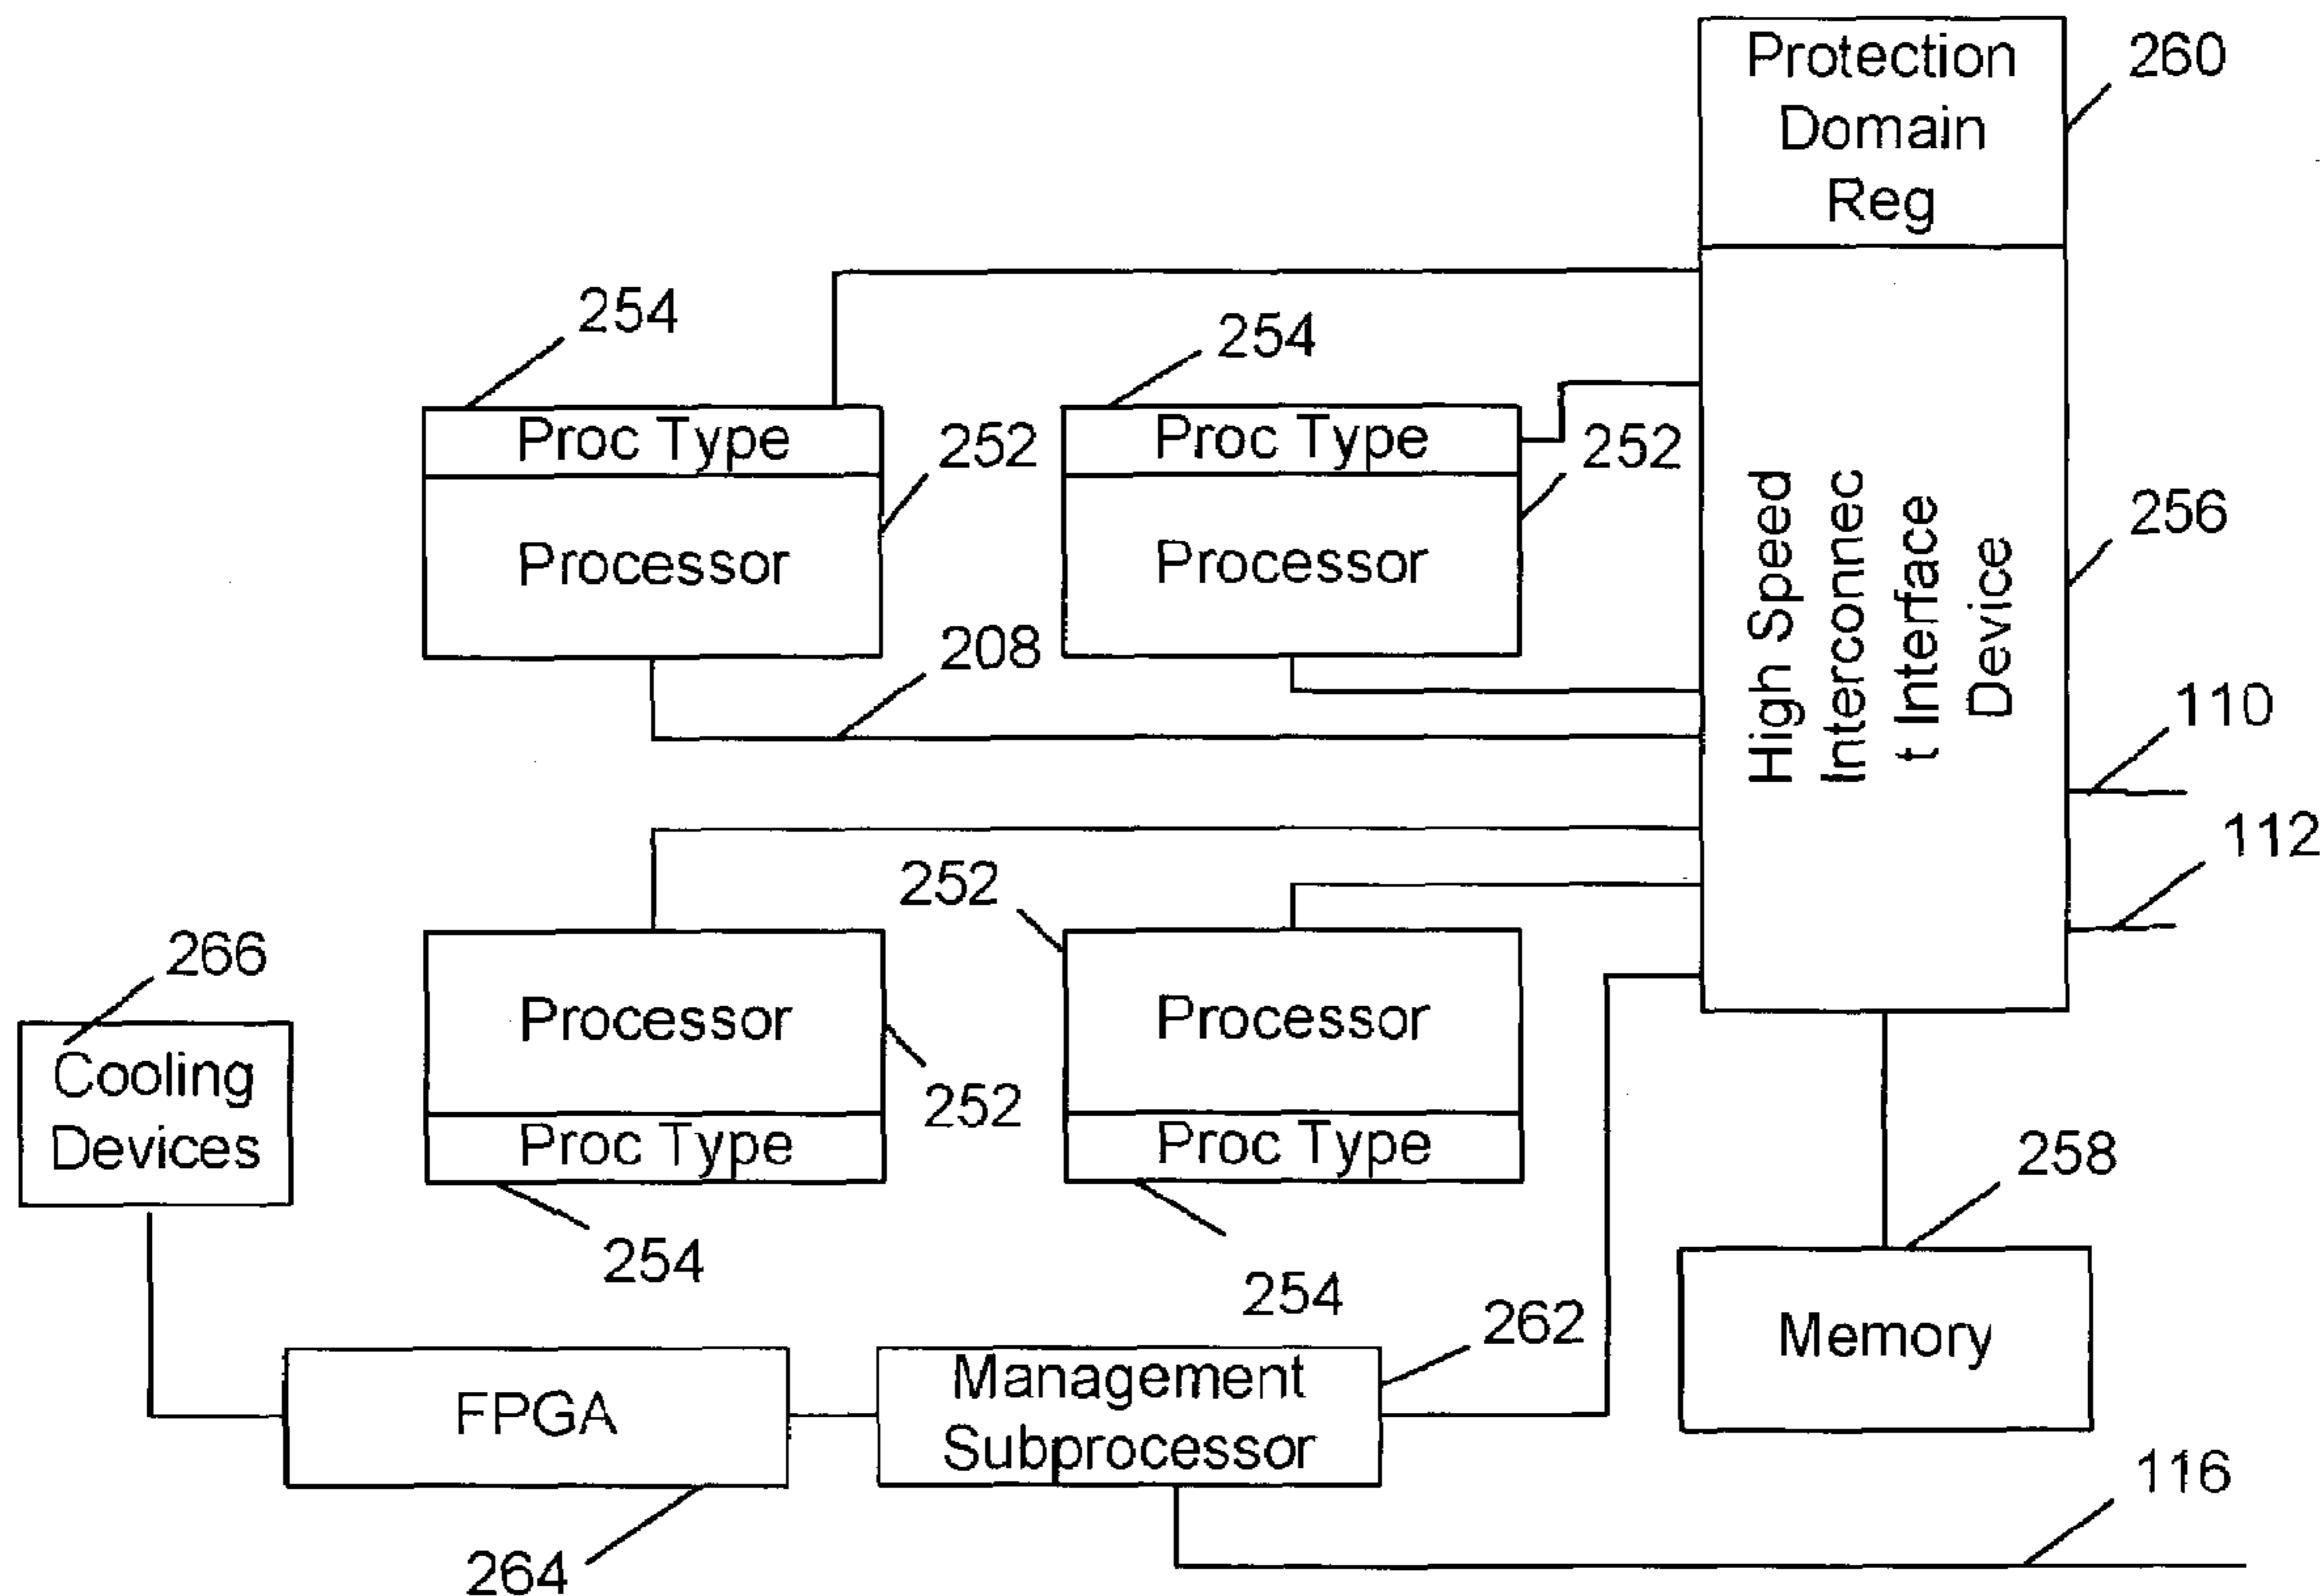 Protection
Domain
Reg
260
254
254
Proc Type
252
Proc Type
252
Processor
Processor
208
High Speed
Interconnec
t Interface
Device
256
110
112
252
266
Cooling
Devices
Processor
252
Proc Type
254
Processor
Proc Type
254
258
Memory
262
FPGA
264
Management
Subprocessor
116